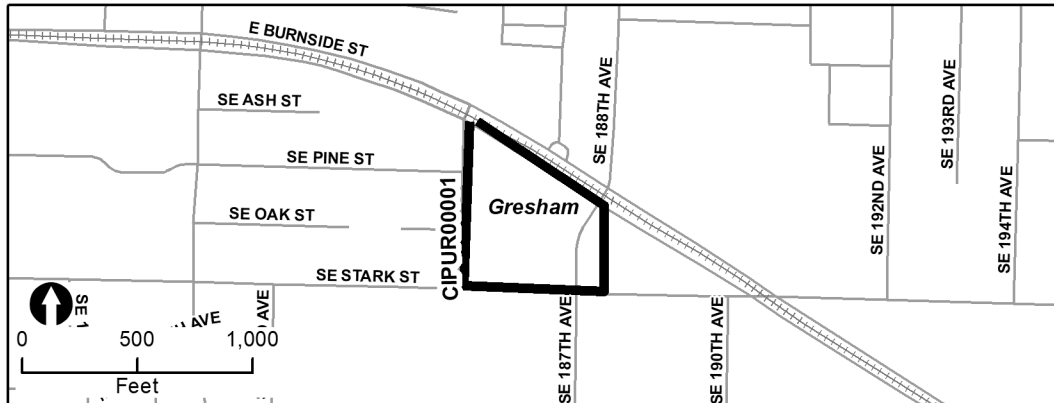 E BURNSIDE ST
SE ASH ST
SE 188TH AVE
SE 193RD AVE
SE PINE ST
SE 192ND AVE
SE 194TH AVE
CIPUR00001
Gresham
SE OAK ST
SE STARK ST
AVE
AVE
SE 187TH AVE
SE 190TH AVE
0 500 1,000
Feet